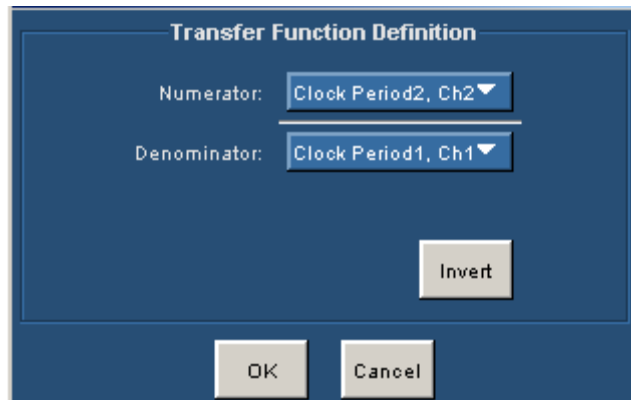 Transfer Function Definition
Numerator: Clock Period2, Ch2
Denominator: Clock Period1, Ch1
Invert
OK Cancel